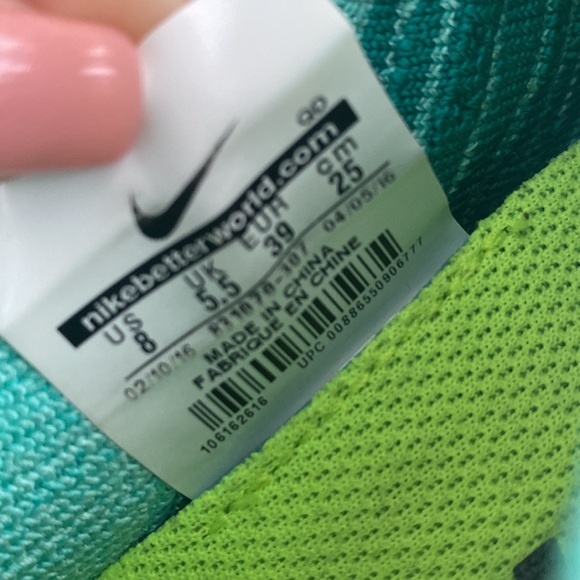 QD
nikebetterworld.com
US UK EUR cm
8 5.5 39 25
02/10/16 04/05/16
MADE IN CHINA
FABRIQUE EN CHINE
UPC 00886550906777
106162616